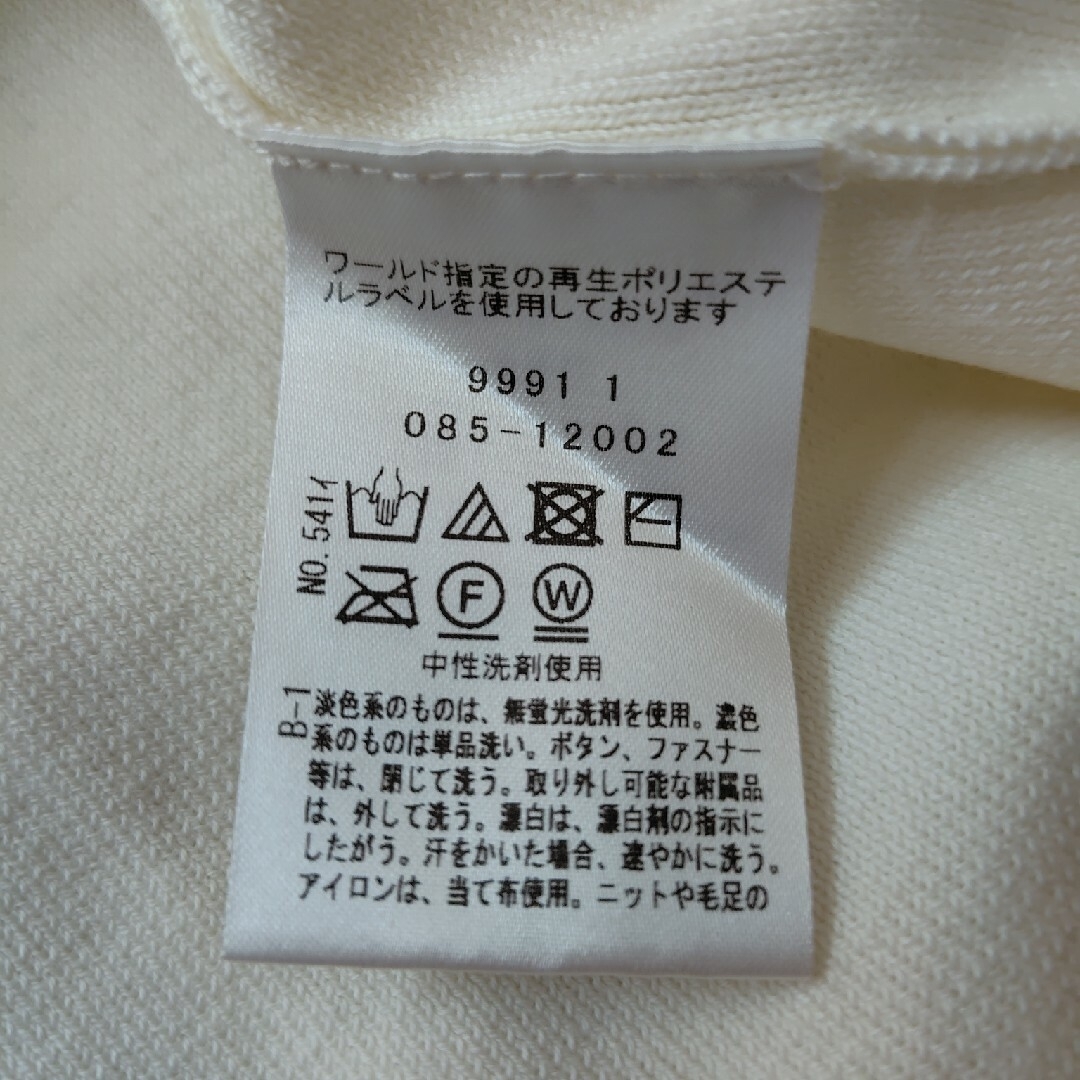 ワールド指定の再生ポリエステ
ルラベルを使用しております
9991 1
085-12002
NO.541イ
F W
中性洗剤使用
B-1
淡色系のものは、無蛍光洗剤を使用。濃色
系のものは単品洗い。ボタン、ファスナー
等は、閉じて洗う。取り外し可能な附属品
は、外して洗う。漂白は、漂白剤の指示に
したがう。汗をかいた場合、速やかに洗う。
アイロンは、当て布使用。ニットや毛足の